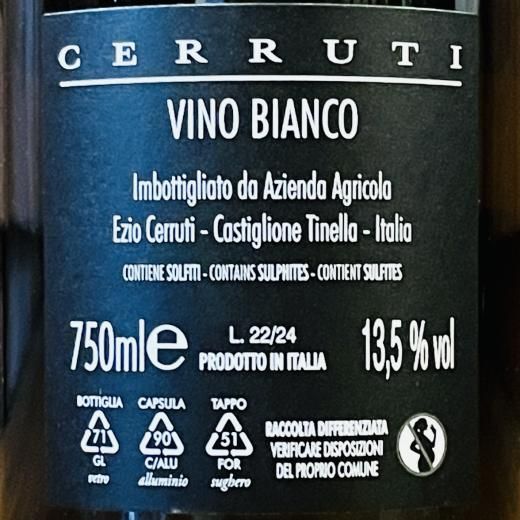 CERRUTI
VINO BIANCO
Imbottigliato da Azienda Agricola
Ezio Cerruti - Castiglione Tinella - Italia
CONTIENE SOLFITI - CONTAINS SULPHITES - CONTIENT SULFITES
750ml e L. 22/24 13,5 % vol
PRODOTTO IN ITALIA
BOTTIGLIA CAPSULA TAPPO
71 90 51
GL C/ALU FOR
vetro alluminio sughero
RACCOLTA DIFFERENZIATA
VERIFICARE DISPOSIZIONI
DEL PROPRIO COMUNE